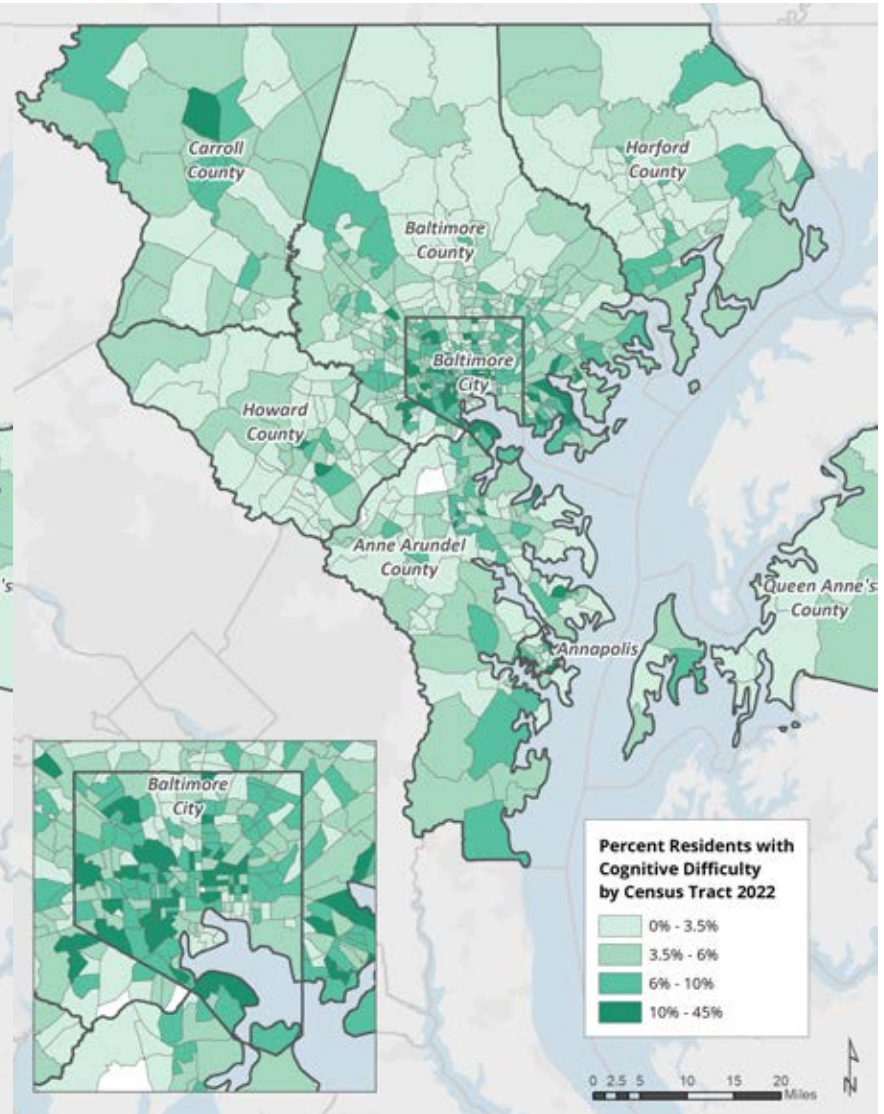 Carroll
County
Harford
County
Baltimore
County
Baltimore
City
Howard
County
Anne Arundel
County
's
Queen Anne's
County
Annapolis
Baltimore
City
Percent Residents with
Cognitive Difficulty
by Census Tract 2022
0% - 3.5%
3.5% - 6%
6% - 10%
10% - 45%
0 2.5 5 10 15 20
Miles
N